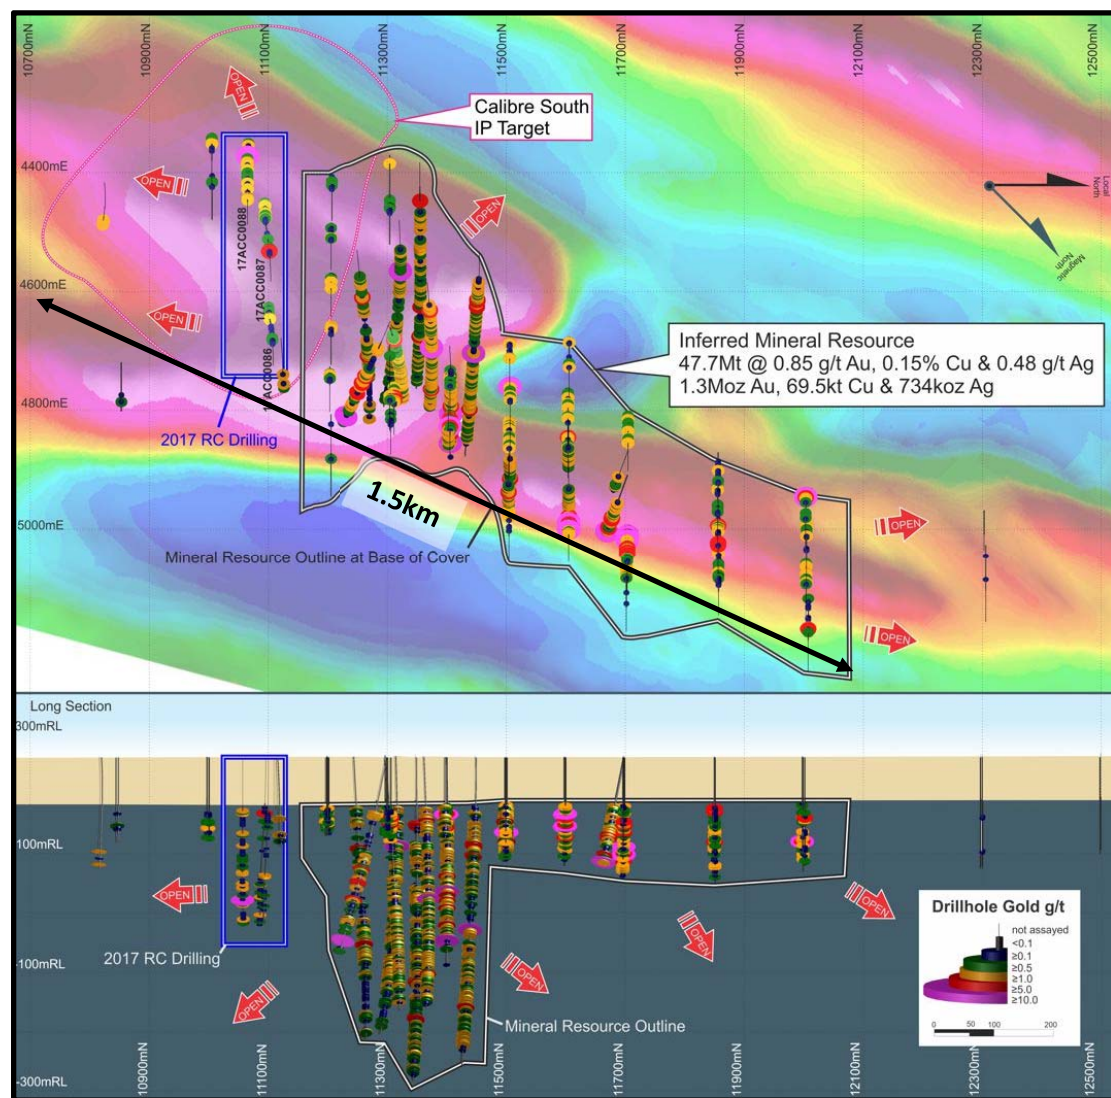 10700mN
10900mN
11100mN
11300mN
11500mN
11700mN
11900mN
12100mN
12300mN
12500mN
OPEN
Calibre South
IP Target
4400mE
OPEN
OPEN
Local
North
Magnetic
North
17ACC0088
17ACC0087
4600mE
OPEN
Inferred Mineral Resource
47.7Mt @ 0.85 g/t Au, 0.15% Cu & 0.48 g/t Ag
1.3Moz Au, 69.5kt Cu & 734koz Ag
17ACC0086
4800mE
2017 RC Drilling
1.5km
5000mE
OPEN
Mineral Resource Outline at Base of Cover
OPEN
Long Section
300mRL
100mRL
OPEN
OPEN
Drillhole Gold g/t
not assayed
<0.1
≥0.1
≥0.5
≥1.0
≥5.0
≥10.0
0 50 100 200
OPEN
2017 RC Drilling
-100mRL
OPEN
OPEN
Mineral Resource Outline
-300mRL
10900mN
11100mN
11300mN
11500mN
11700mN
11900mN
12100mN
12300mN
12500mN